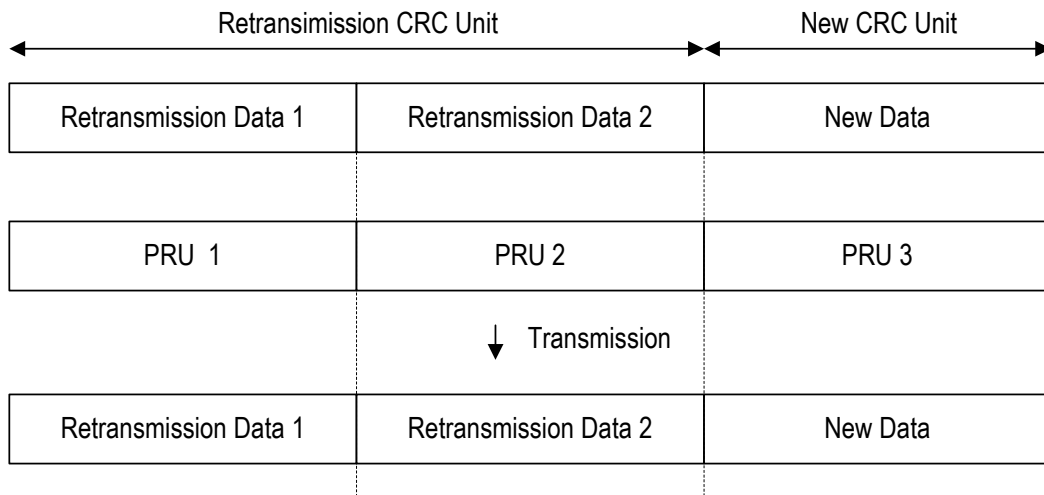 Retransimission CRC Unit New CRC Unit
Retransmission Data 1 Retransmission Data 2 New Data
PRU 1 PRU 2 PRU 3
Transmission
Retransmission Data 1 Retransmission Data 2 New Data